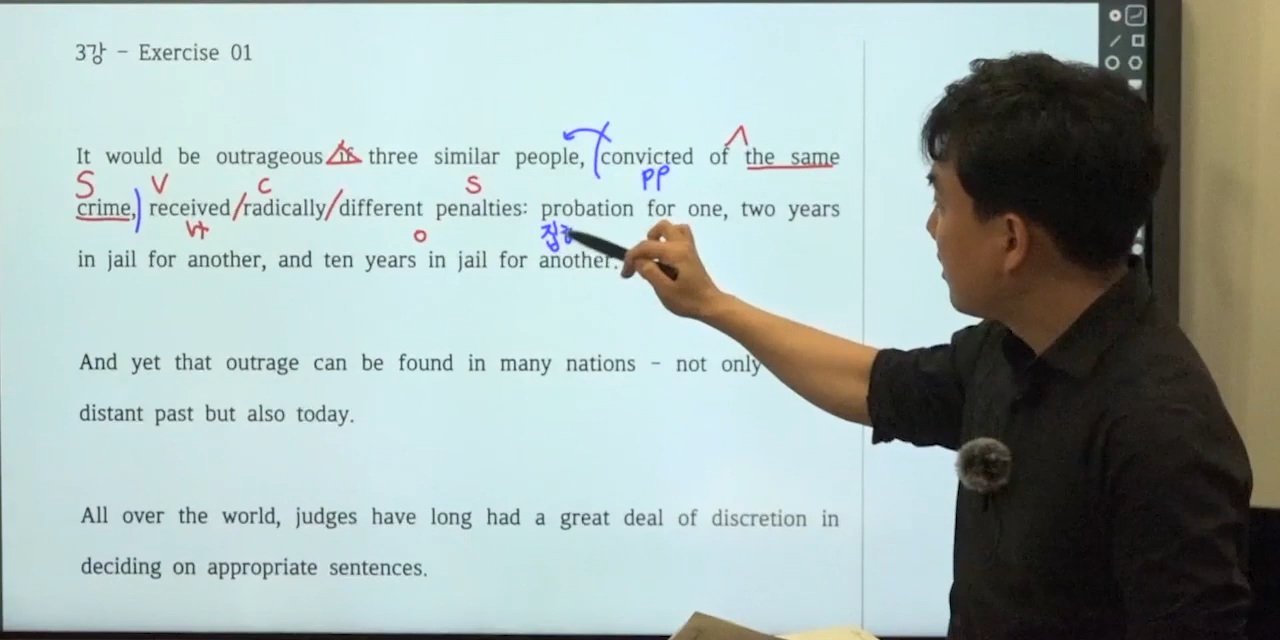 3강 - Exercise 01
It would be outrageous if three similar people, (convicted of the same
S V C S PP
crime,) received/radically/different penalties: probation for one, two years
V+ O 집
in jail for another, and ten years in jail for another.
And yet that outrage can be found in many nations – not only
distant past but also today.
All over the world, judges have long had a great deal of discretion in
deciding on appropriate sentences.